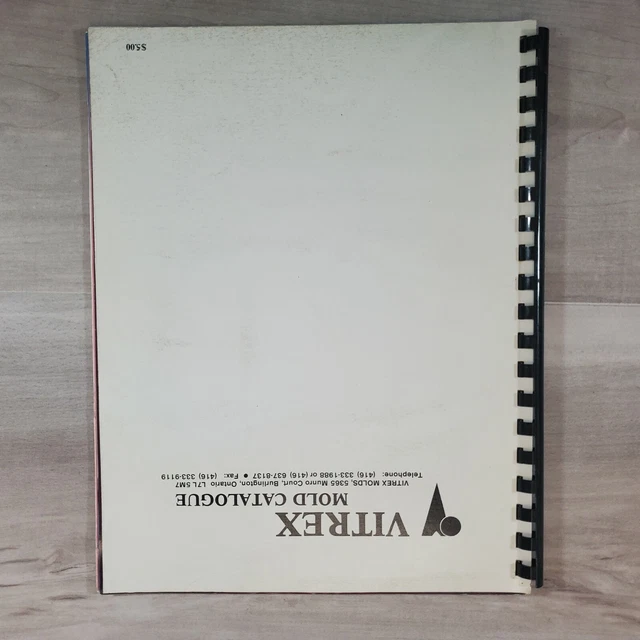 VITREX
MOLD CATALOGUE
VITREX MOLDS, 5365 Munro Court, Burlington, Ontario, L7L 5M7
Telephone: (416) 333-1988 or (416) 637-8137 ● Fax: (416) 333-9119
$5.00